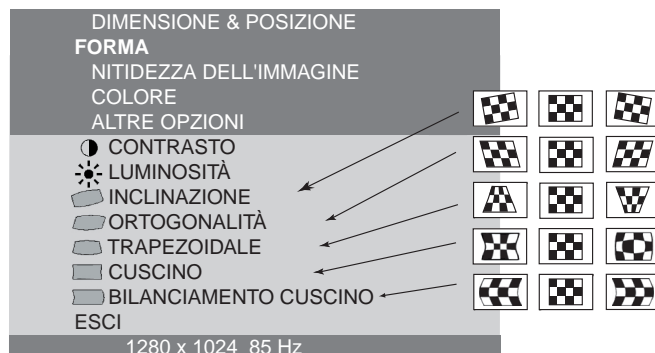 DIMENSIONE & POSIZIONE
FORMA
NITIDEZZA DELL'IMMAGINE
COLORE
ALTRE OPZIONI
CONTRASTO
LUMINOSITÀ
INCLINAZIONE
ORTOGONALITÀ
TRAPEZOIDALE
CUSCINO
BILANCIAMENTO CUSCINO
ESCI
1280 x 1024 85 Hz